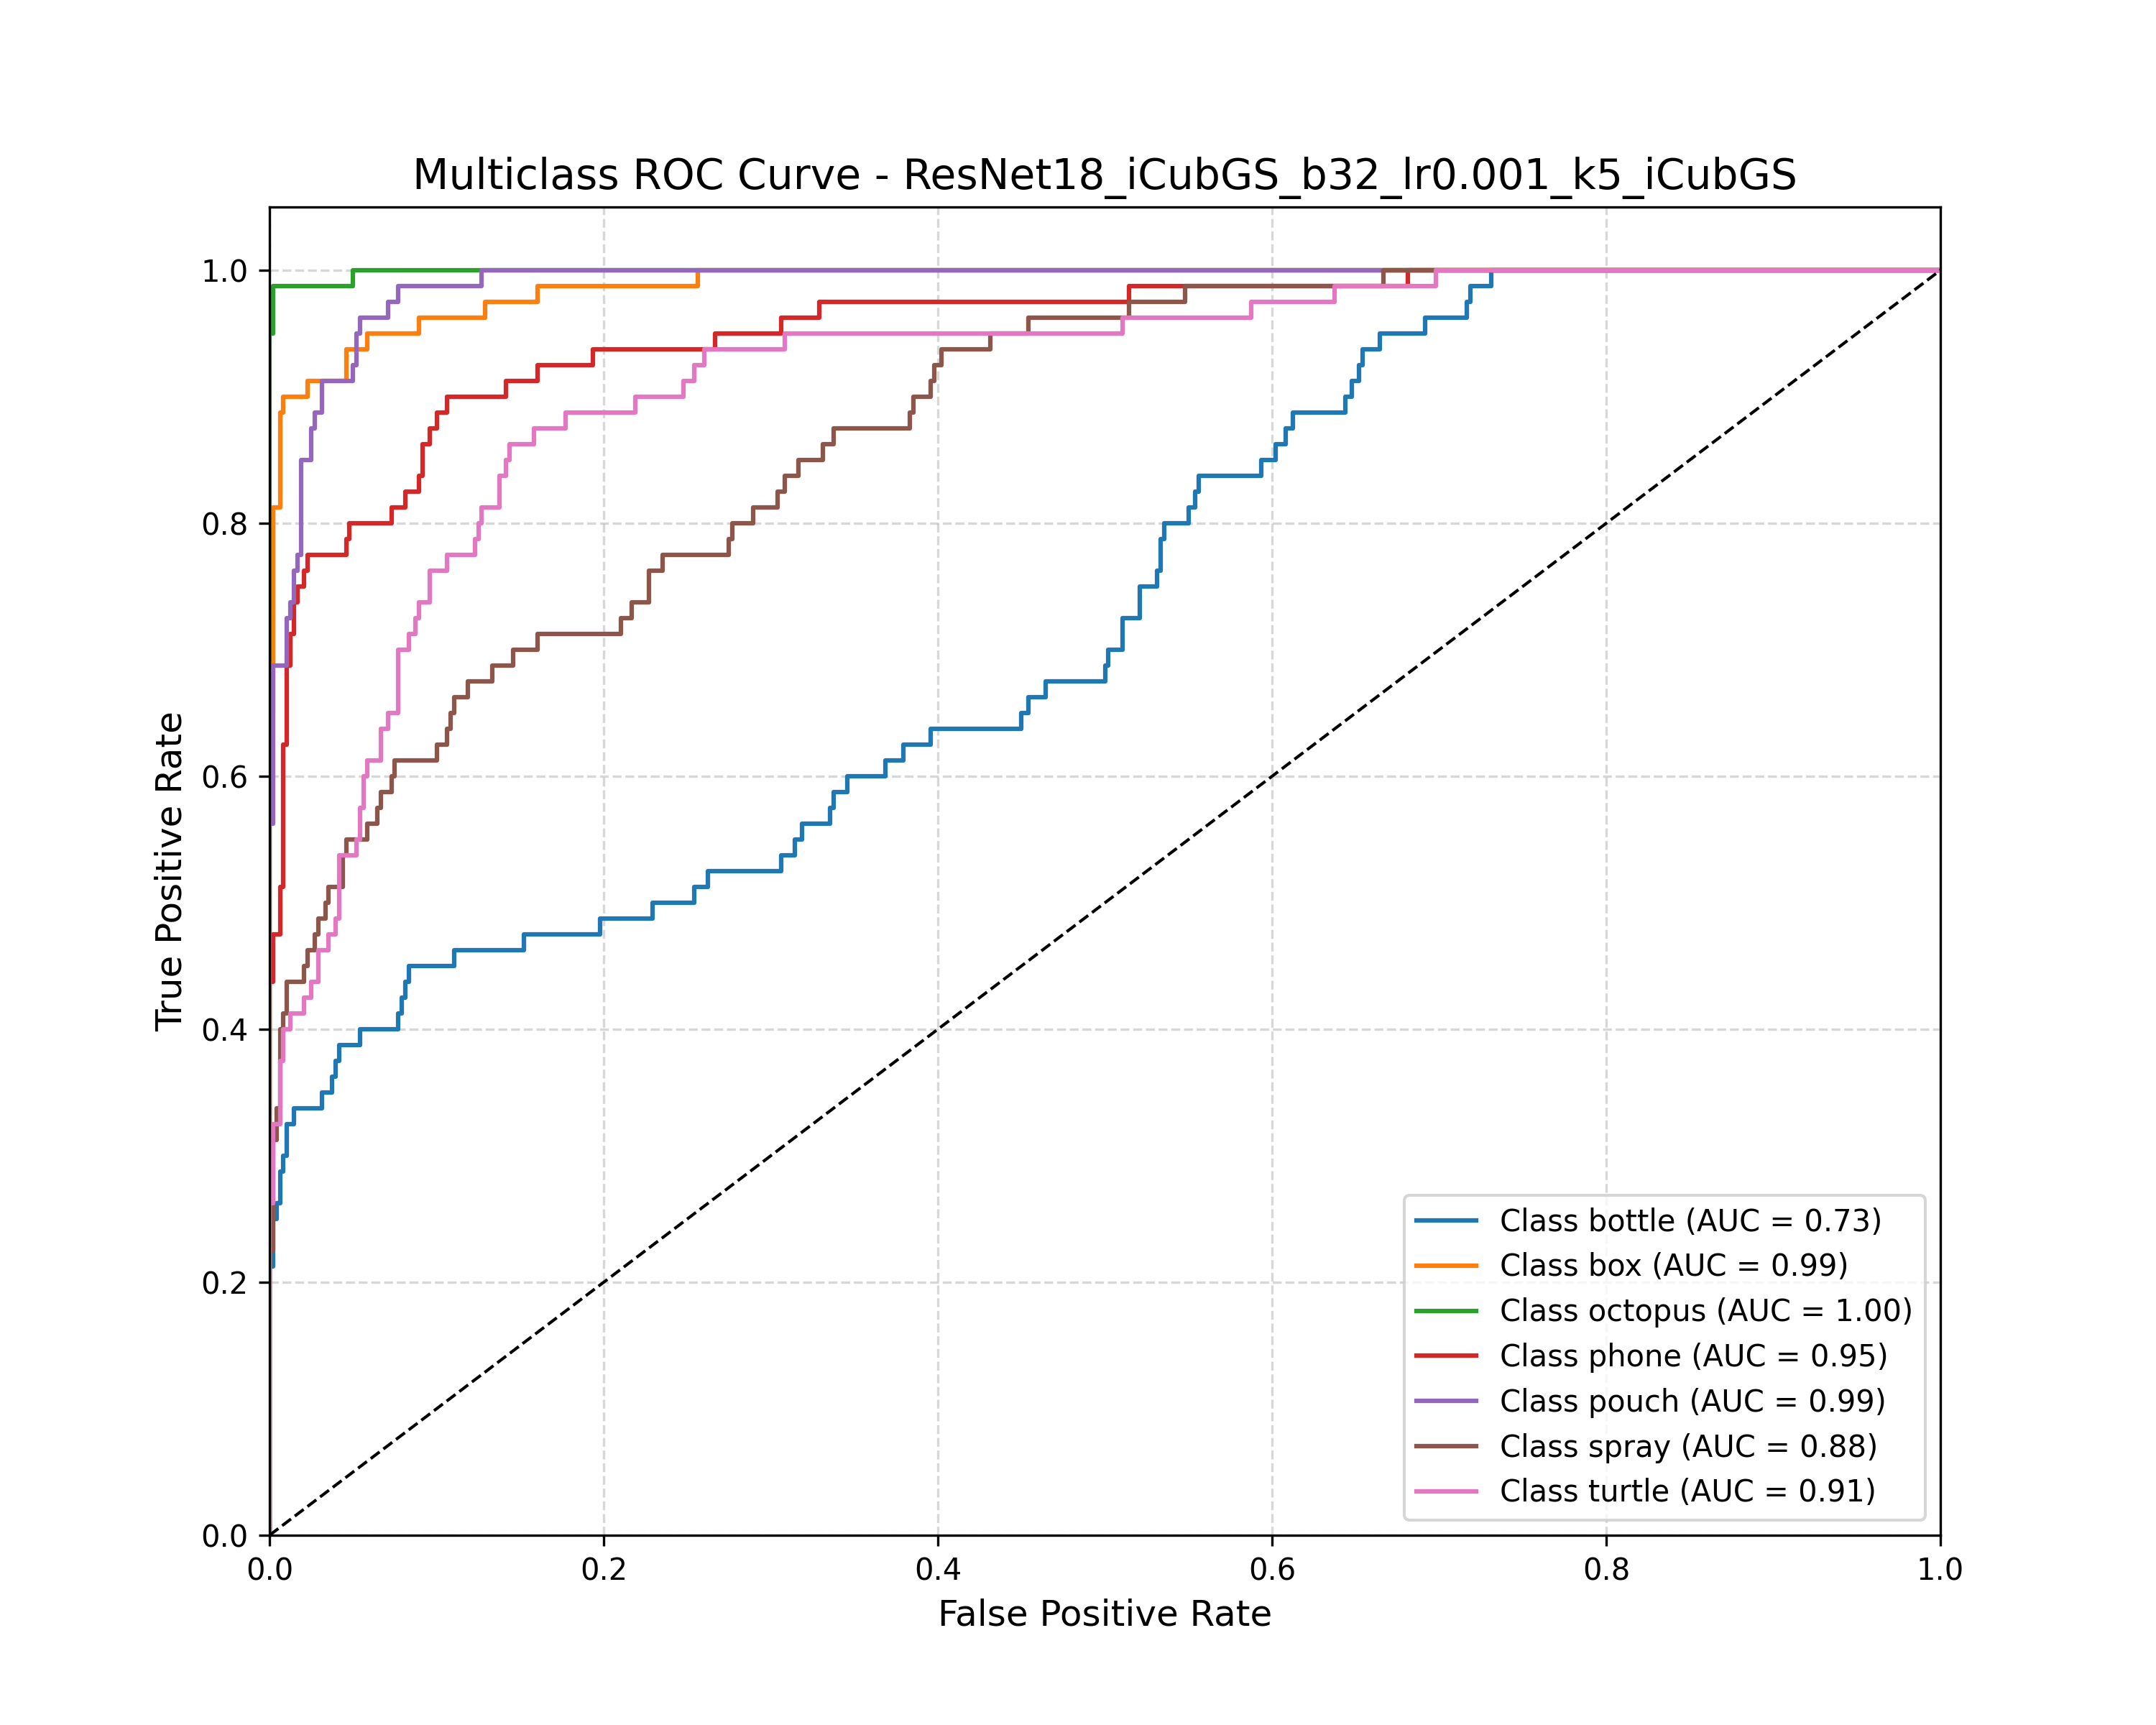 Multiclass ROC Curve - ResNet18_iCubGS_b32_lr0.001_k5_iCubGS
True Positive Rate
1.0
0.8
0.6
0.4
0.2
0.0
0.0 0.2 0.4 0.6 0.8 1.0
False Positive Rate
Class bottle (AUC = 0.73)
Class box (AUC = 0.99)
Class octopus (AUC = 1.00)
Class phone (AUC = 0.95)
Class pouch (AUC = 0.99)
Class spray (AUC = 0.88)
Class turtle (AUC = 0.91)